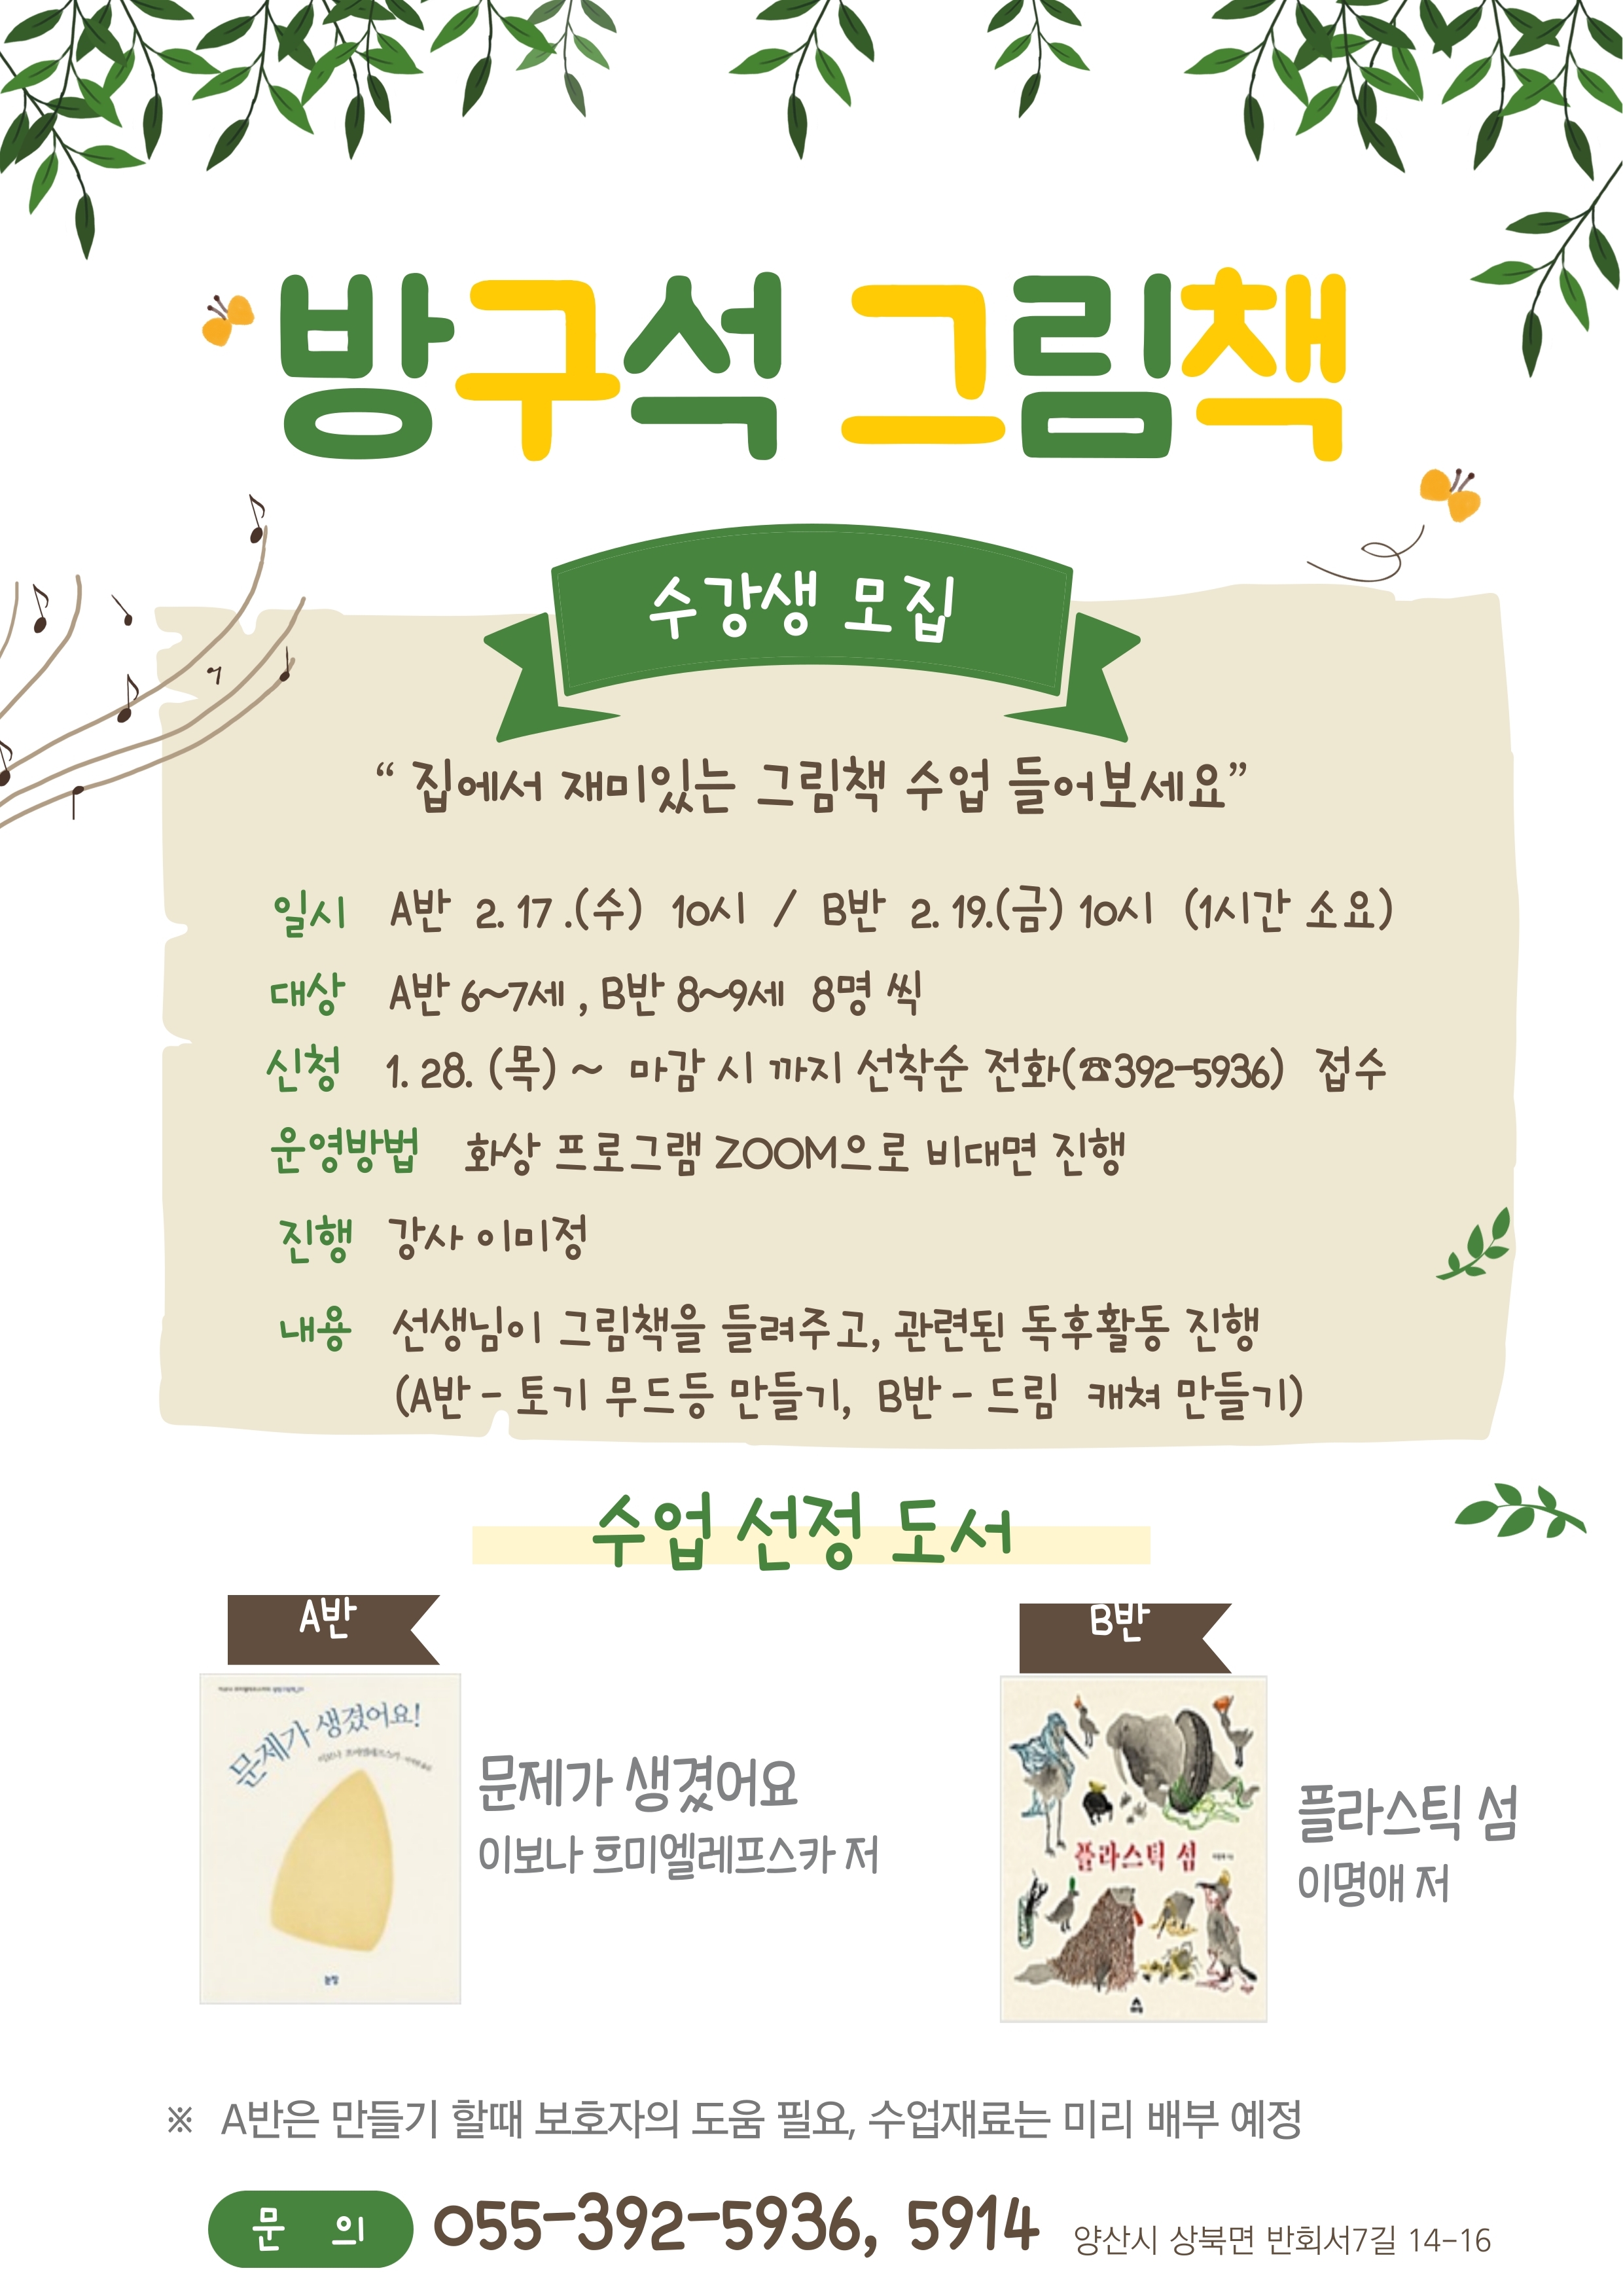 방구석 그림책
수강생 모집
“ 집에서 재미있는 그림책 수업 들어보세요”
일시 A반 2. 17 .(수) 10시 / B반 2. 19.(금) 10시 (1시간 소요)
대상 A반 6~7세 , B반 8~9세 8명 씩
신청 1. 28. (목) ~ 마감 시 까지 선착순 전화(☎392-5936) 접수
운영방법 화상 프로그램 ZOOM으로 비대면 진행
진행 강사 이미정
내용 선생님이 그림책을 들려주고, 관련된 독후활동 진행
(A반 - 토기 무드등 만들기, B반 - 드림 캐쳐 만들기)
수업 선정 도서
A반
문제가 생겼어요!
문제가 생겼어요
이보나 흐미엘레프스카 저
B반
플라스틱 섬
플라스틱 섬
이명애 저
※ A반은 만들기 할때 보호자의 도움 필요, 수업재료는 미리 배부 예정
문 의 055-392-5936, 5914 양산시 상북면 반회서7길 14-16